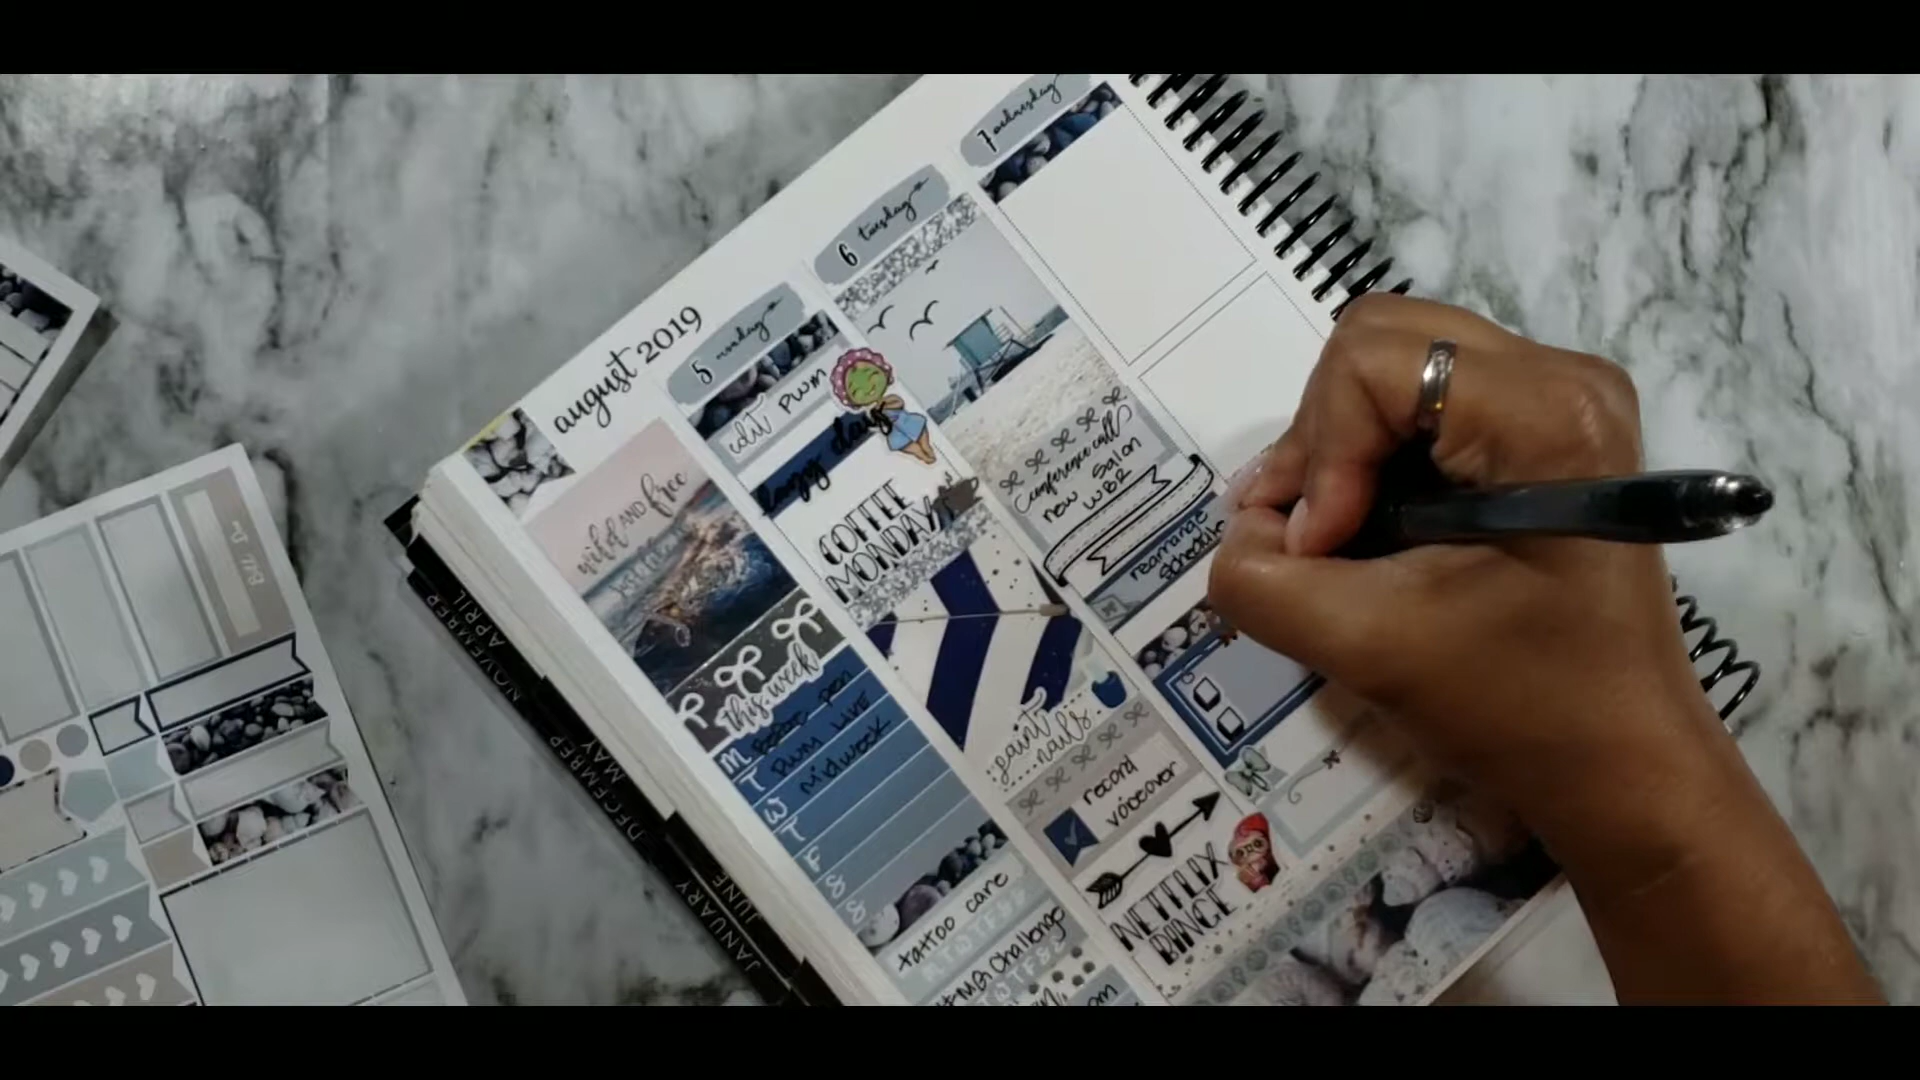 august 2019
wild AND free
this week
PWM LIVE
midweek
M
T
W
T
F
S
S
tattoo care
M T W T F S S
challenge
5 monday
edit PWM
lazy days
COFFEE
MONDAY
paint
nails
record
voiceover
NETFLIX
BINGE
6 tuesday
Conference call
new salon
WBR
rearrange
schedule
7 wednesday
NOVEMBER
APRIL
DECEMBER
MAY
JANUARY
JUNE